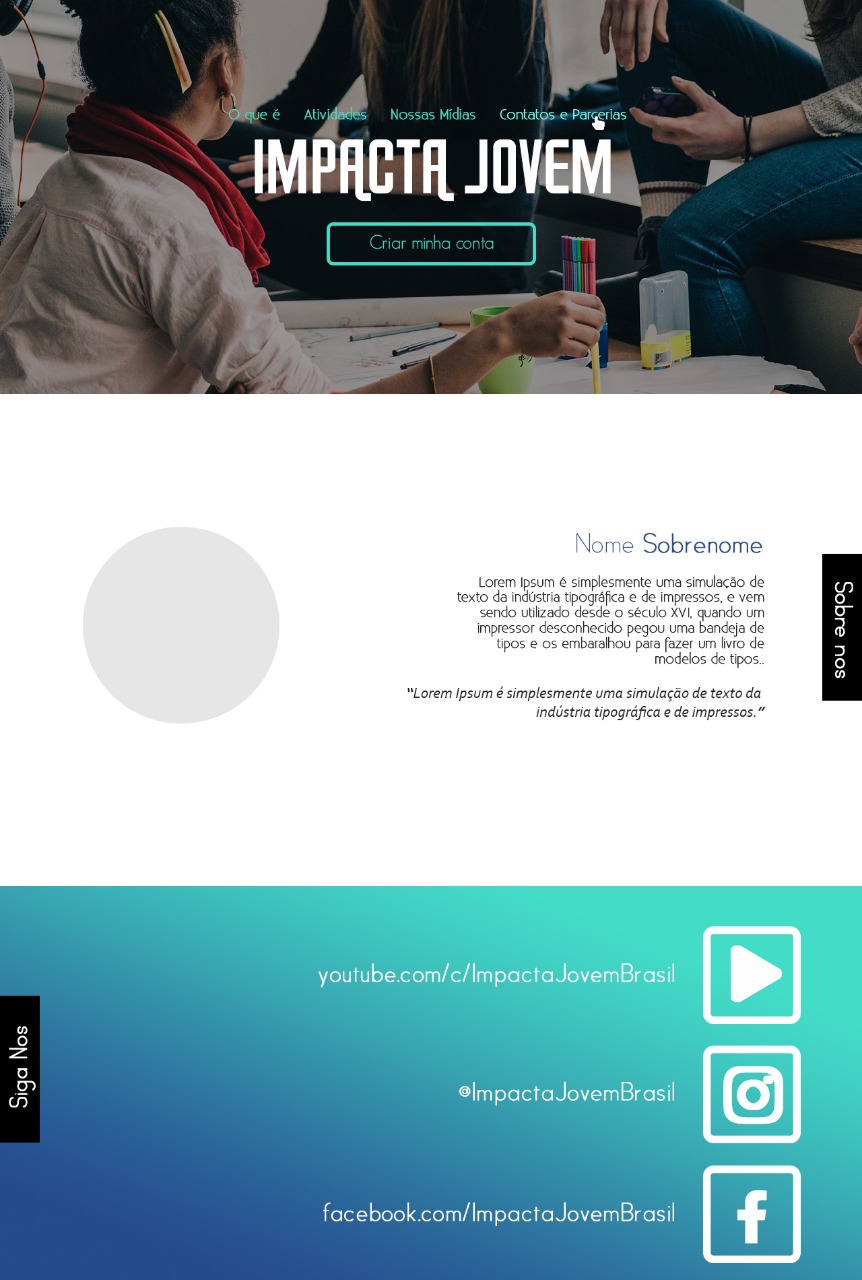 O que é Atividades Nossas Mídias Contatos e Parcerias
IMPACTA JOVEM
Criar minha conta
Nome Sobrenome
Lorem Ipsum é simplesmente uma simulação de
texto da indústria tipográfica e de impressos, e vem
sendo utilizado desde o século XVI, quando um
impressor desconhecido pegou uma bandeja de
tipos e os embaralhou para fazer um livro de
modelos de tipos..
“Lorem Ipsum é simplesmente uma simulação de texto da
indústria tipográfica e de impressos.”
Sobre nos
youtube.com/c/ImpactaJovemBrasil
Siga Nos
@ImpactaJovemBrasil
facebook.com/ImpactaJovemBrasil